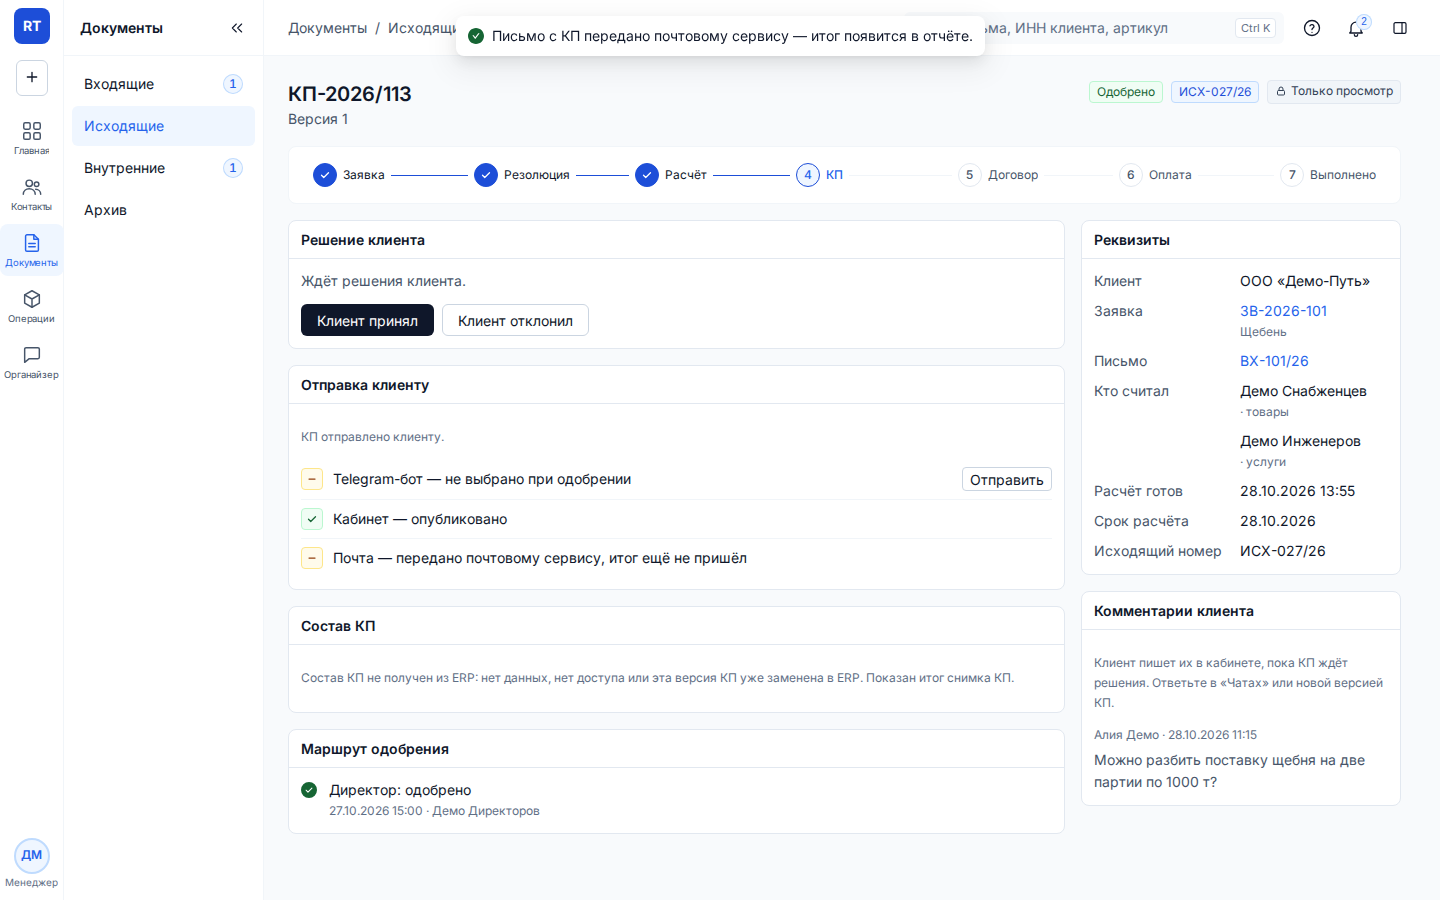 RT
Главная
Контакты
Документы
Операции
Органайзер
ДМ
Менеджер
Документы
Входящие 1
Исходящие
Внутренние 1
Архив
Документы /
Письмо с КП передано почтовому сервису — итог появится в отчёте.
ИНН клиента, артикул
Ctrl K
2
КП-2026/113
Версия 1
Одобрено
ИСХ-027/26
Только просмотр
Заявка
Резолюция
Расчёт
4 КП
5 Договор
6 Оплата
7 Выполнено
Решение клиента
Ждёт решения клиента.
Клиент принял
Клиент отклонил
Отправка клиенту
КП отправлено клиенту.
Telegram-бот — не выбрано при одобрении
Отправить
Кабинет — опубликовано
Почта — передано почтовому сервису, итог ещё не пришёл
Состав КП
Состав КП не получен из ERP: нет данных, нет доступа или эта версия КП уже заменена в ERP. Показан итог снимка КП.
Маршрут одобрения
Директор: одобрено
27.10.2026 15:00 · Демо Директоров
Реквизиты
Клиент ООО «Демо-Путь»
Заявка ЗВ-2026-101
Щебень
Письмо ВХ-101/26
Кто считал Демо Снабженцев
· товары
Демо Инженеров
· услуги
Расчёт готов 28.10.2026 13:55
Срок расчёта 28.10.2026
Исходящий номер ИСХ-027/26
Комментарии клиента
Клиент пишет их в кабинете, пока КП ждёт
решения. Ответьте в «Чатах» или новой версией
КП.
Алия Демо · 28.10.2026 11:15
Можно разбить поставку щебня на две
партии по 1000 т?